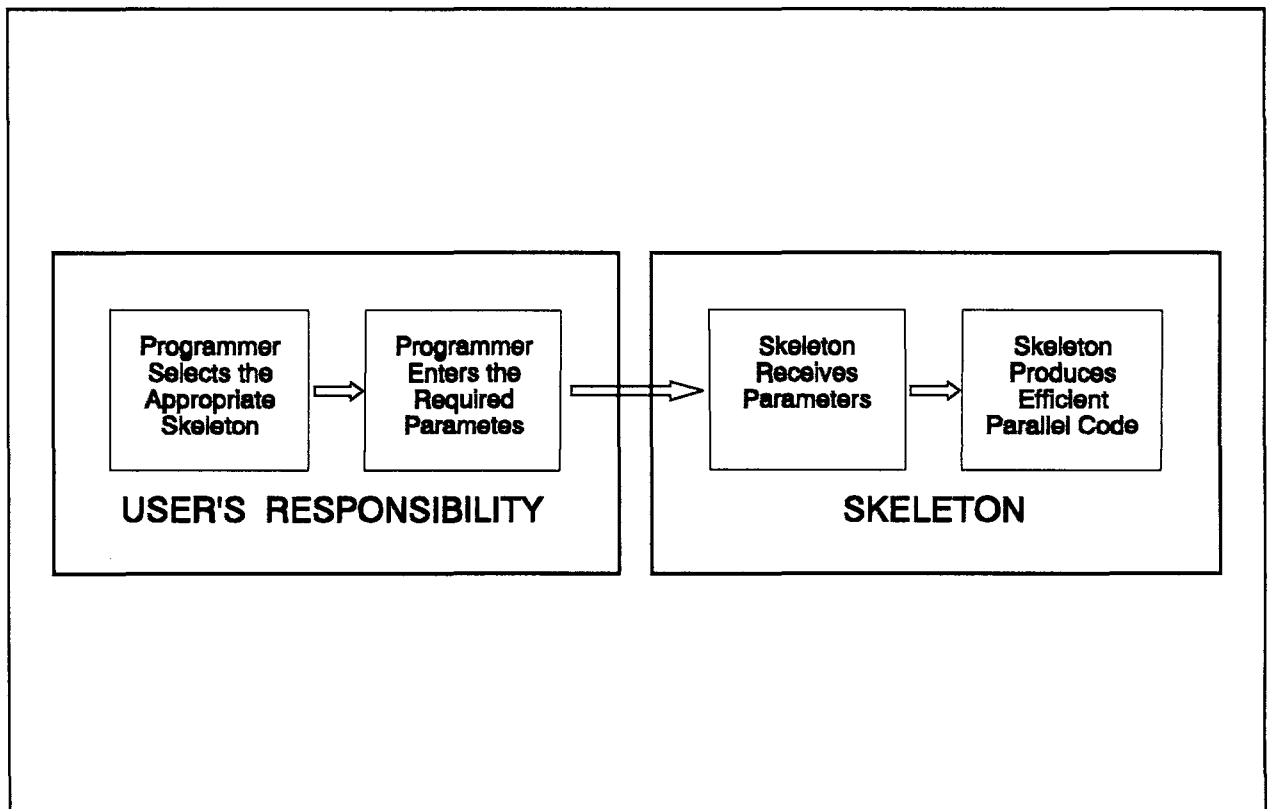 Programmer
Selects the
Appropriate
Skeleton
Programmer
Enters the
Required
Parametes
USER'S RESPONSIBILITY
Skeleton
Receives
Parameters
Skeleton
Produces
Efficient
Parallel Code
SKELETON